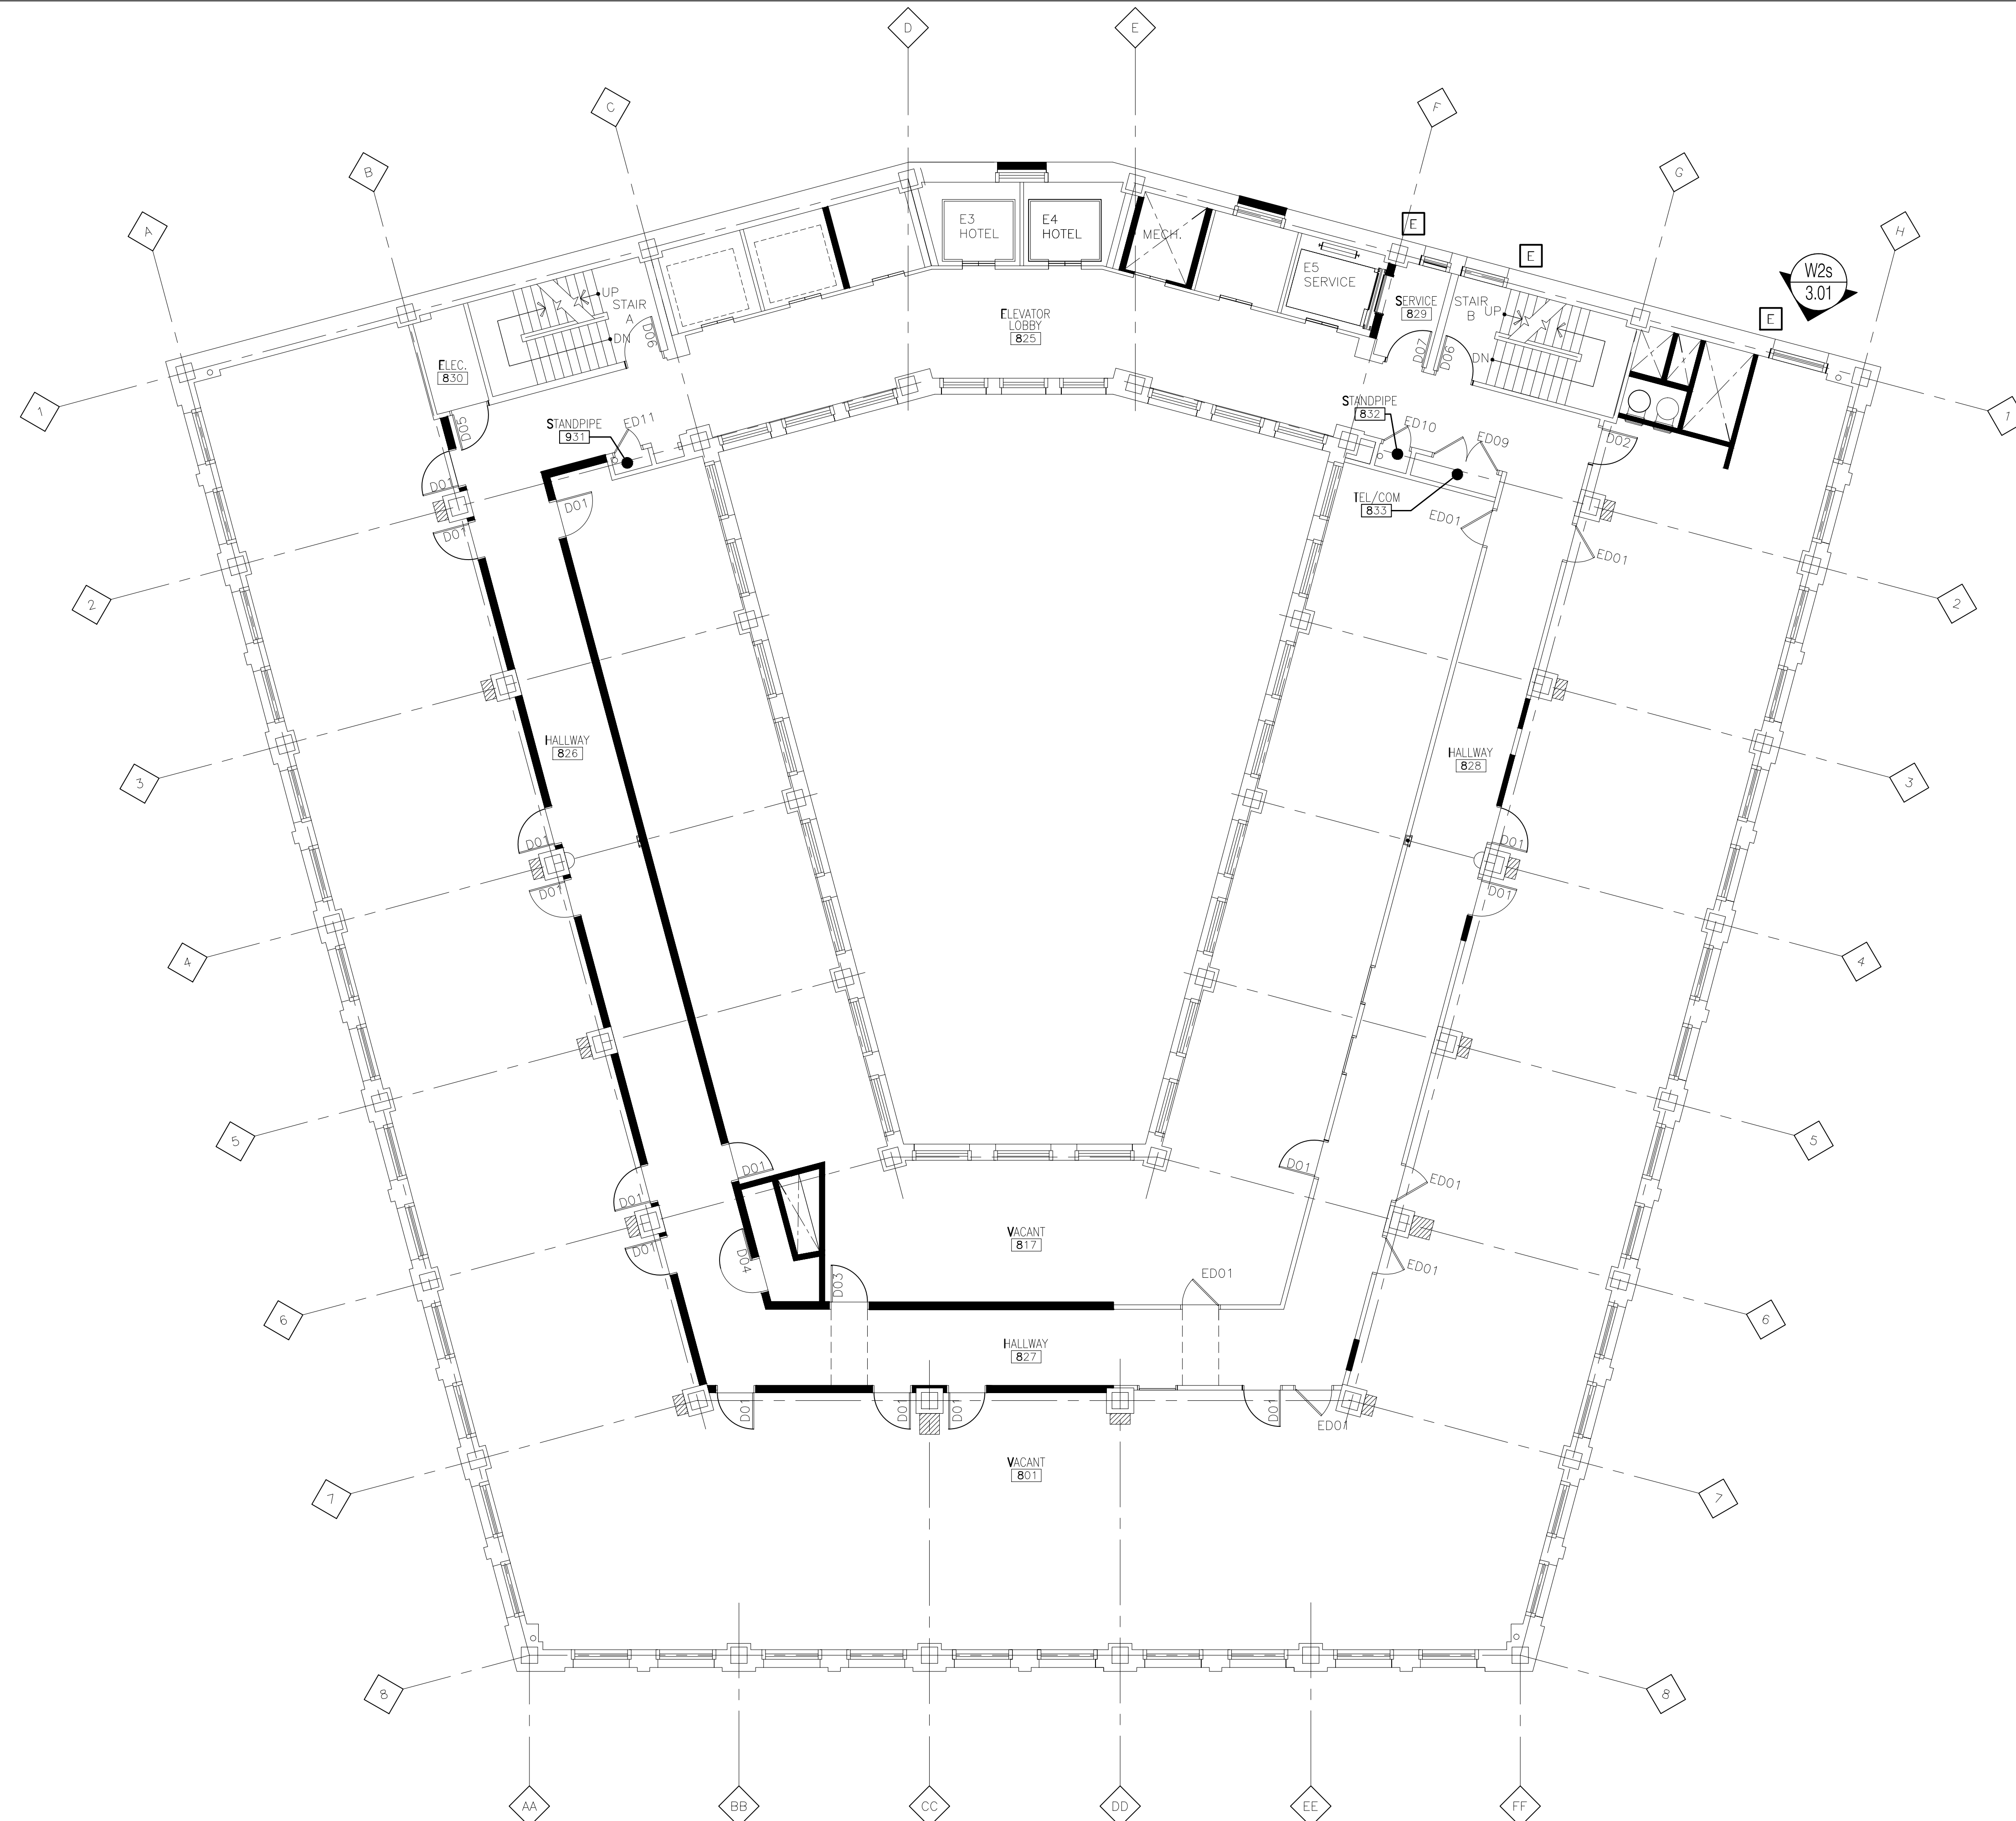 D
E
C
F
B
G
A
H
E
E
E
W2s
3.01
E3
HOTEL
E4
HOTEL
MECH.
E5
SERVICE
UP
STAIR
A
DN
D06
SERVICE
829
STAIR
B
UP
DN
D07
D06
ELEVATOR
LOBBY
825
ELEC.
830
D05
1
1
STANDPIPE
931
ED11
STANDPIPE
832
ED10
ED09
D02
TEL/COM
833
D01
D01
D01
ED01
ED01
2
2
HALLWAY
826
HALLWAY
828
3
3
D01
D01
D01
D01
4
4
5
5
D01
D01
ED01
D01
D01
D04
VACANT
817
D03
ED01
ED01
6
6
HALLWAY
827
D01
D01
D01
D01
ED01
VACANT
801
7
7
8
8
AA
BB
CC
DD
EE
FF